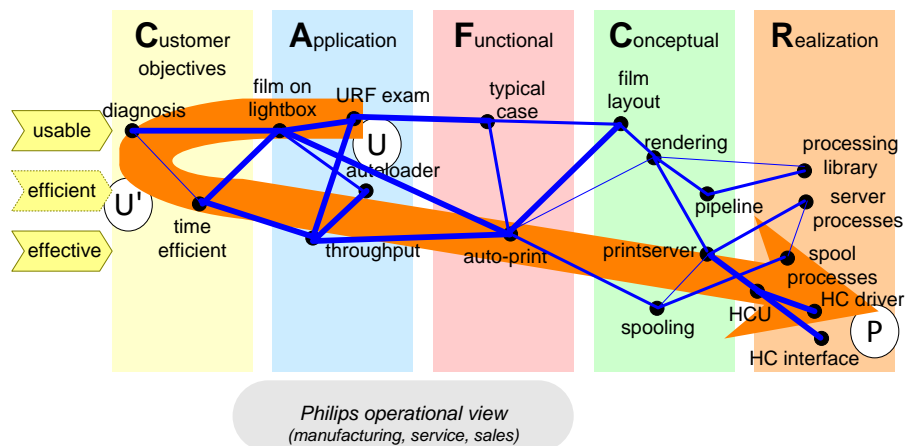 Customer
objectives
Application
Functional
Conceptual
Realization
usable
efficient
effective
diagnosis
film on
lightbox
URF exam
typical
case
film
layout
rendering
processing
library
U
autoloader
U'
time
efficient
throughput
auto-print
pipeline
server
processes
printserver
spool
processes
spooling
HCU
HC driver
P
HC interface
Philips operational view
(manufacturing, service, sales)